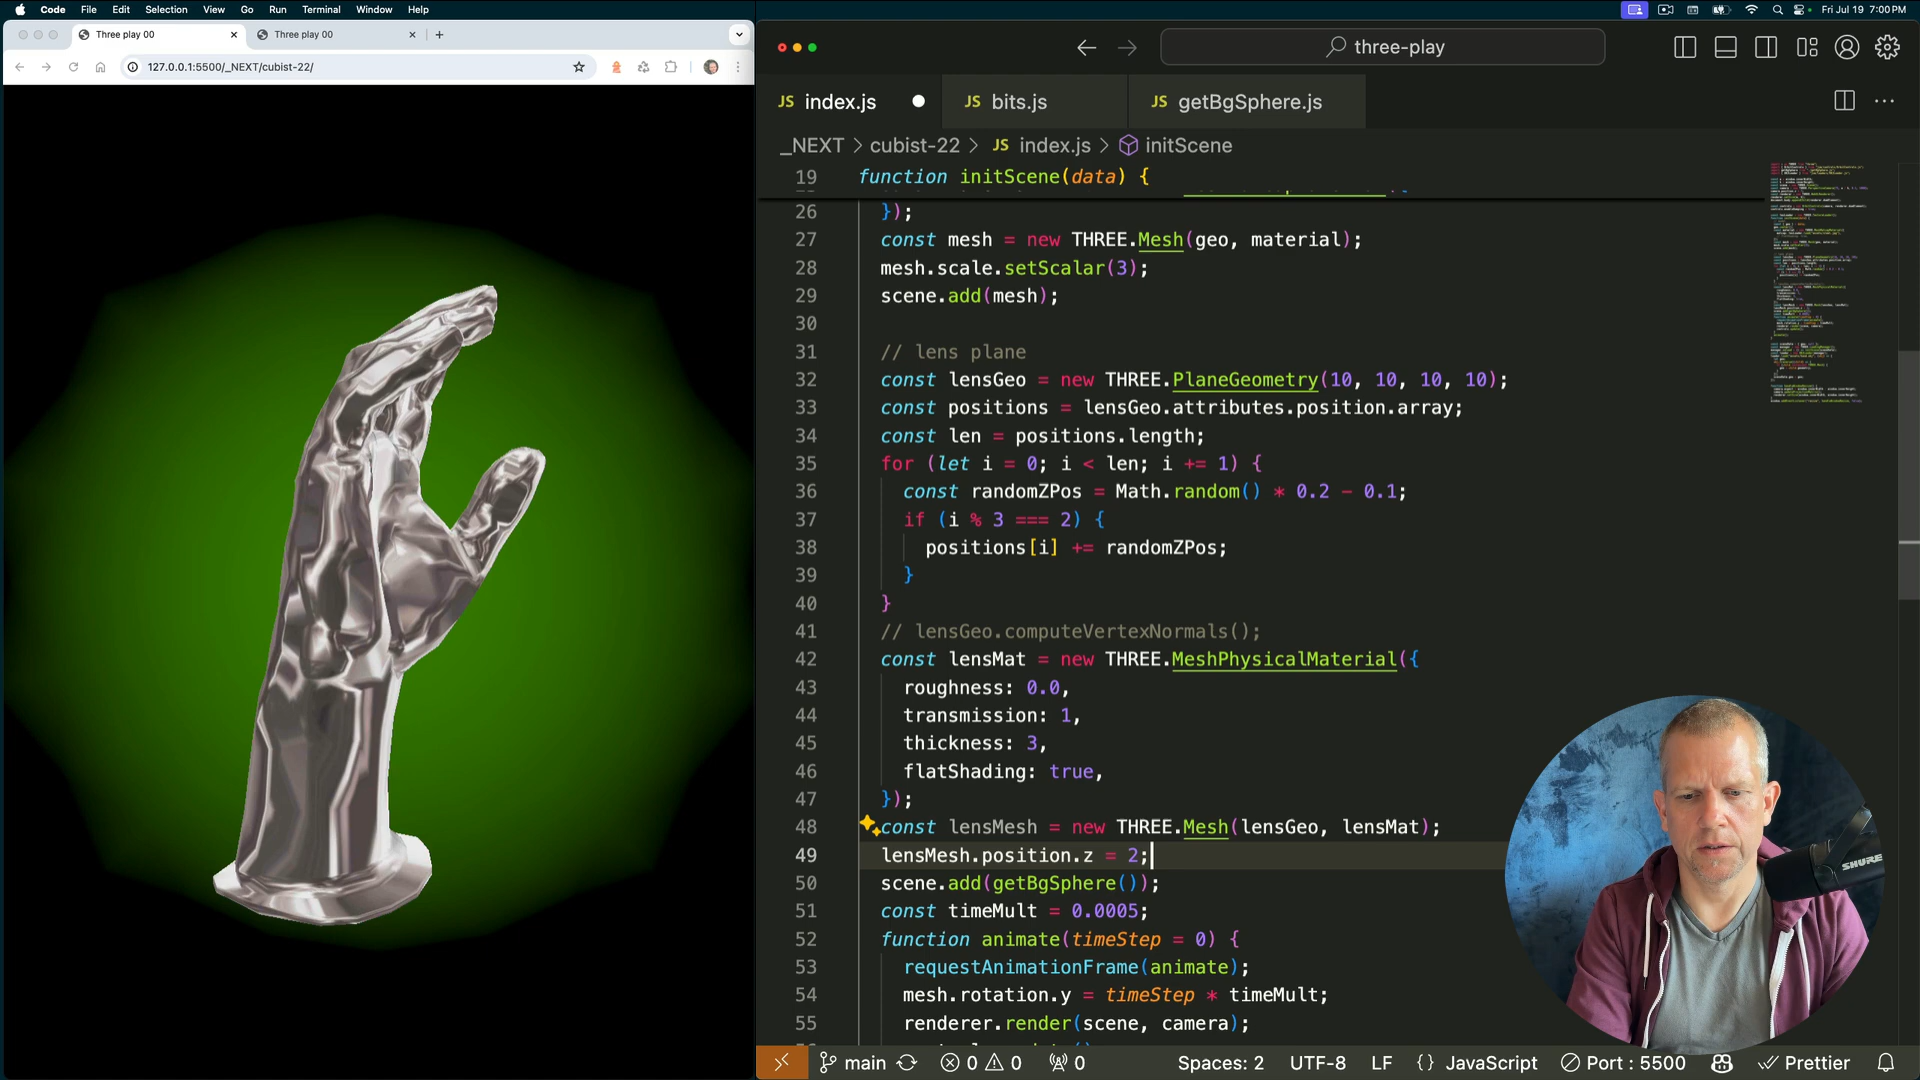 Code File Edit Selection View Go Run Terminal Window Help
Fri Jul 19 7:00 PM
Three play 00
Three play 00
127.0.0.1:5500/_NEXT/cubist-22/
three-play
JS index.js
JS bits.js
JS getBgSphere.js
_NEXT > cubist-22 > JS index.js > initScene
19 function initScene(data) {
26 });
27 const mesh = new THREE.Mesh(geo, material);
28 mesh.scale.setScalar(3);
29 scene.add(mesh);
30
31 // lens plane
32 const lensGeo = new THREE.PlaneGeometry(10, 10, 10, 10);
33 const positions = lensGeo.attributes.position.array;
34 const len = positions.length;
35 for (let i = 0; i < len; i += 1) {
36 const randomZPos = Math.random() * 0.2 - 0.1;
37 if (i % 3 === 2) {
38 positions[i] += randomZPos;
39 }
40 }
41 // lensGeo.computeVertexNormals();
42 const lensMat = new THREE.MeshPhysicalMaterial({
43 roughness: 0.0,
44 transmission: 1,
45 thickness: 3,
46 flatShading: true,
47 });
48 const lensMesh = new THREE.Mesh(lensGeo, lensMat);
49 lensMesh.position.z = 2;
50 scene.add(getBgSphere());
51 const timeMult = 0.0005;
52 function animate(timeStep = 0) {
53 requestAnimationFrame(animate);
54 mesh.rotation.y = timeStep * timeMult;
55 renderer.render(scene, camera);
SHURE
main 0 0 0 Spaces: 2 UTF-8 LF {} JavaScript Port : 5500 Prettier